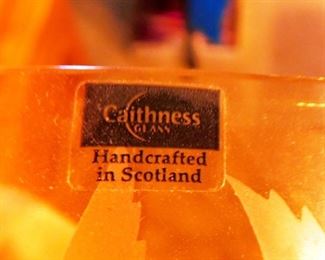 Caithness
GLASS
Handcrafted
in Scotland